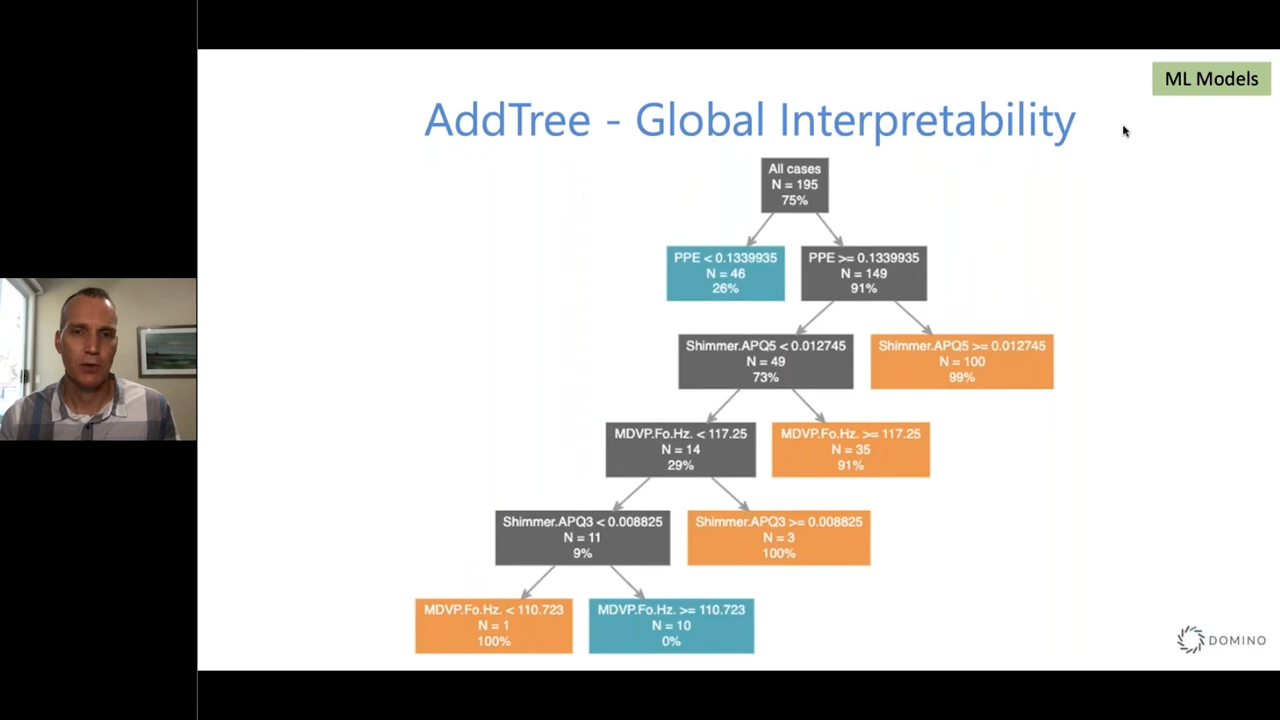 ML Models
AddTree - Global Interpretability
All cases
N = 195
75%
PPE < 0.1339935
N = 46
26%
PPE >= 0.1339935
N = 149
91%
Shimmer.APQ5 < 0.012745
N = 49
73%
Shimmer.APQ5 >= 0.012745
N = 100
99%
MDVP.Fo.Hz. < 117.25
N = 14
29%
MDVP.Fo.Hz. >= 117.25
N = 35
91%
Shimmer.APQ3 < 0.008825
N = 11
9%
Shimmer.APQ3 >= 0.008825
N = 3
100%
MDVP.Fo.Hz. < 110.723
N = 1
100%
MDVP.Fo.Hz. >= 110.723
N = 10
0%
DOMINO